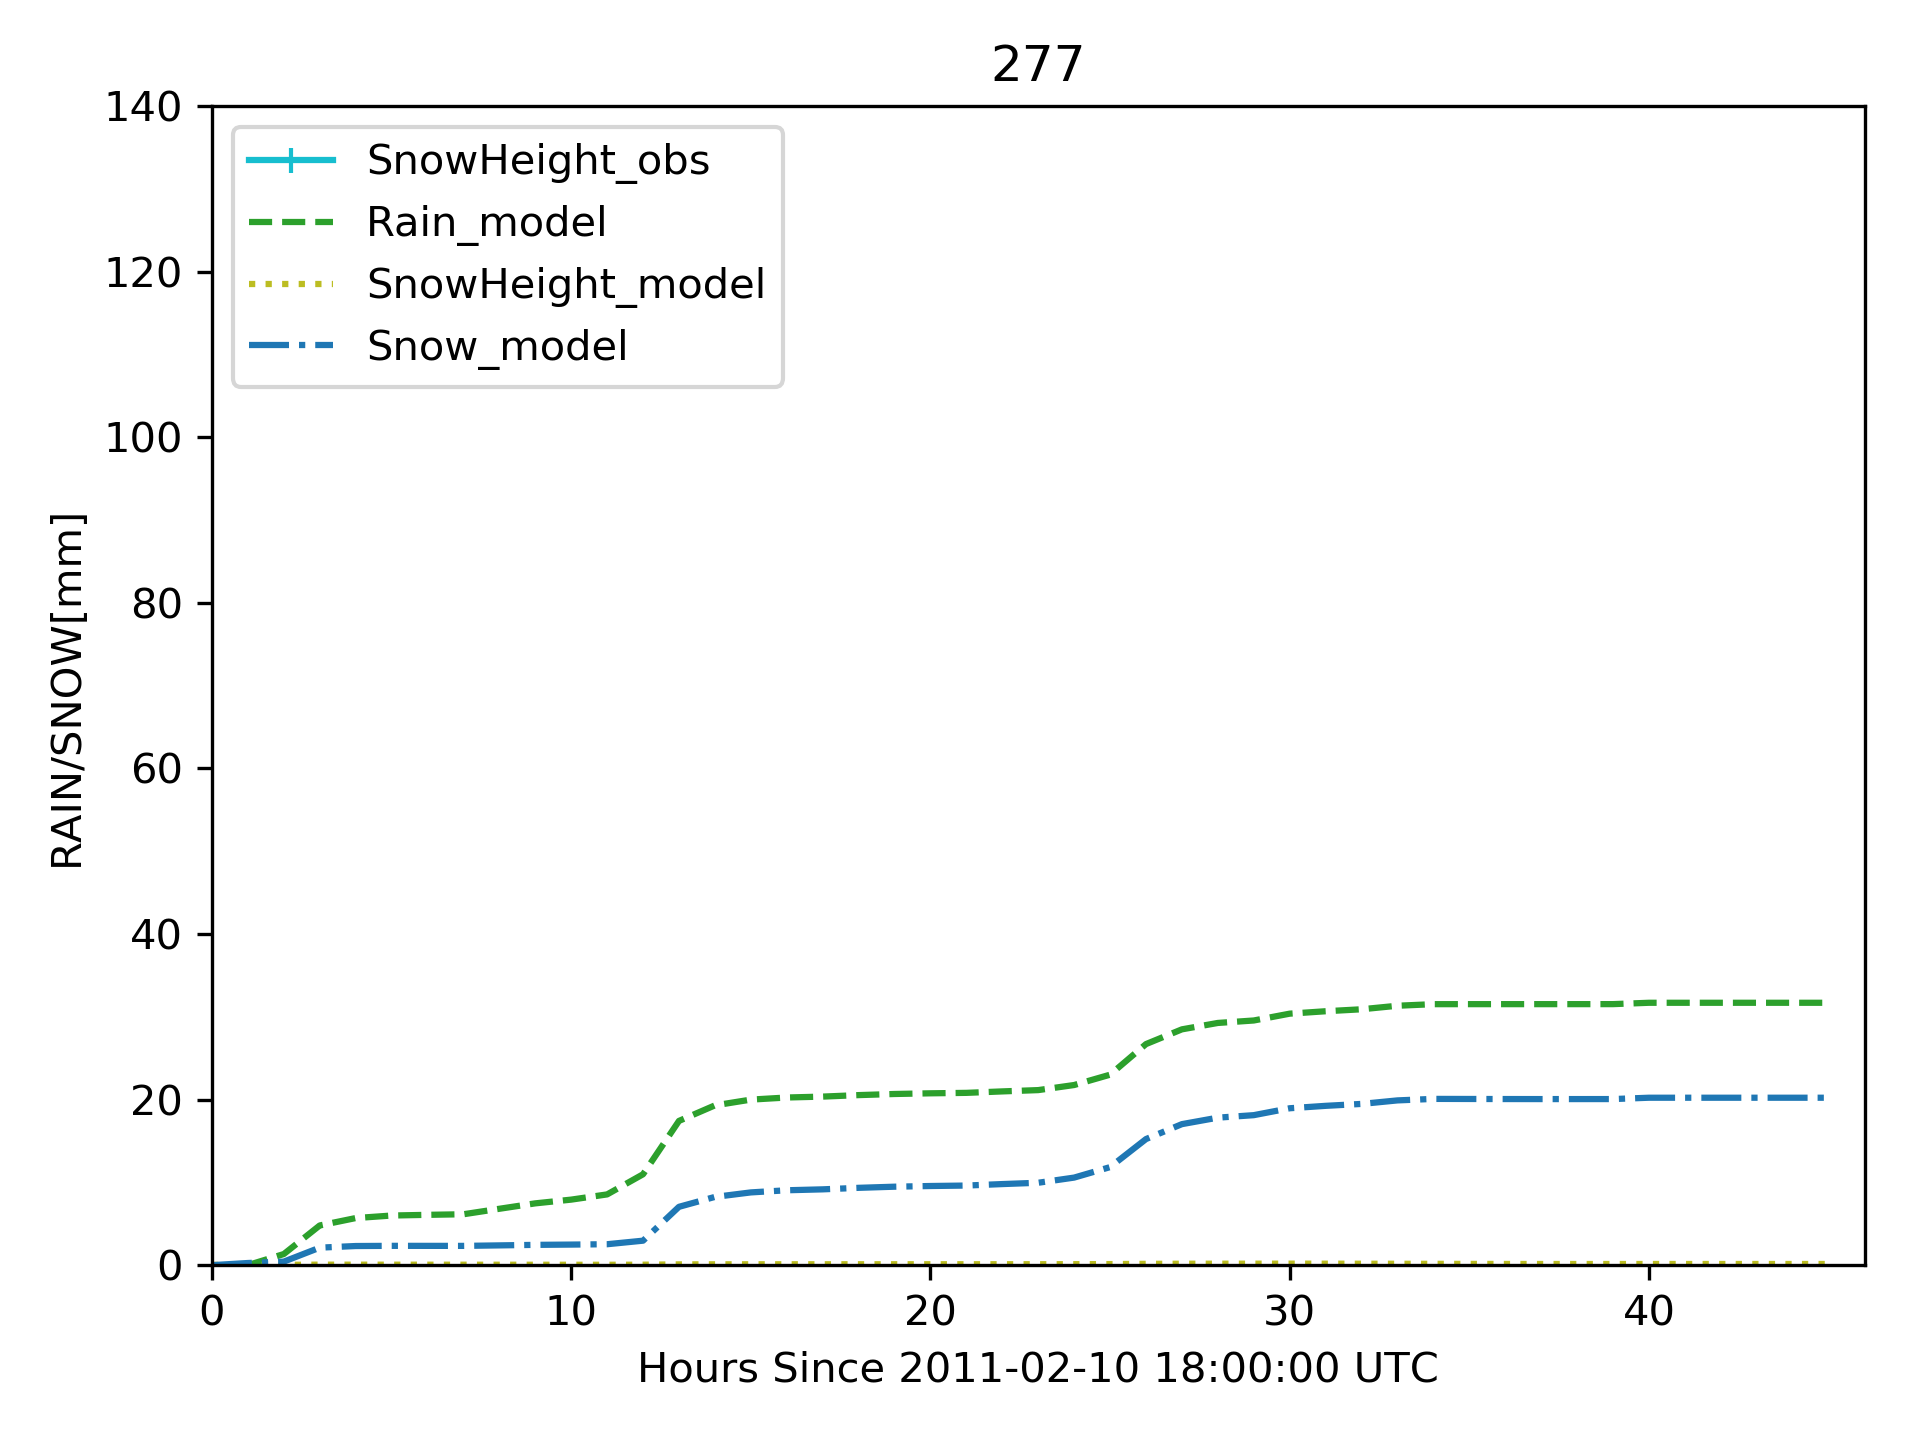 277
140
120
100
80
60
40
20
0
RAIN/SNOW[mm]
SnowHeight_obs
Rain_model
SnowHeight_model
Snow_model
0 10 20 30 40
Hours Since 2011-02-10 18:00:00 UTC